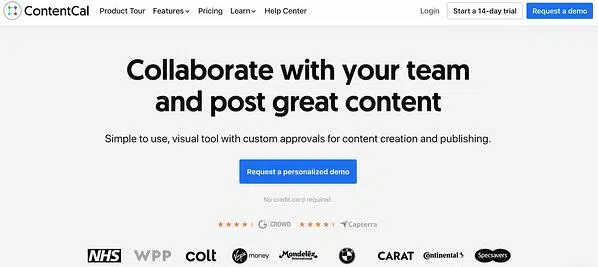 ContentCal Product Tour Features Pricing Learn Help Center Login Start a 14-day trial Request a demo
Collaborate with your team
and post great content
Simple to use, visual tool with custom approvals for content creation and publishing.
Request a personalized demo
No credit card required.
G CROWD Capterra
NHS WPP colt Virgin money Mondelēz International BMW CARAT Continental Specsavers